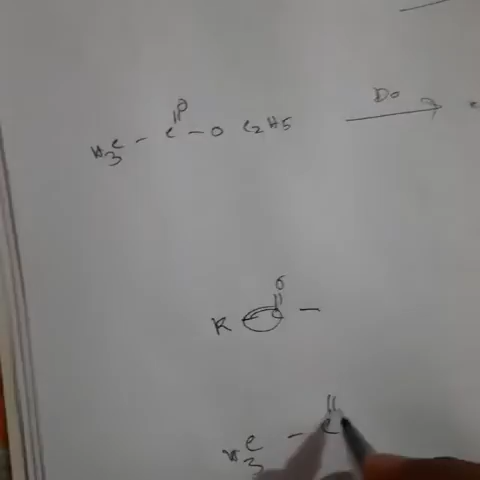 O
H3C - C - O C2H5
Do
O
R C -
H3C - C